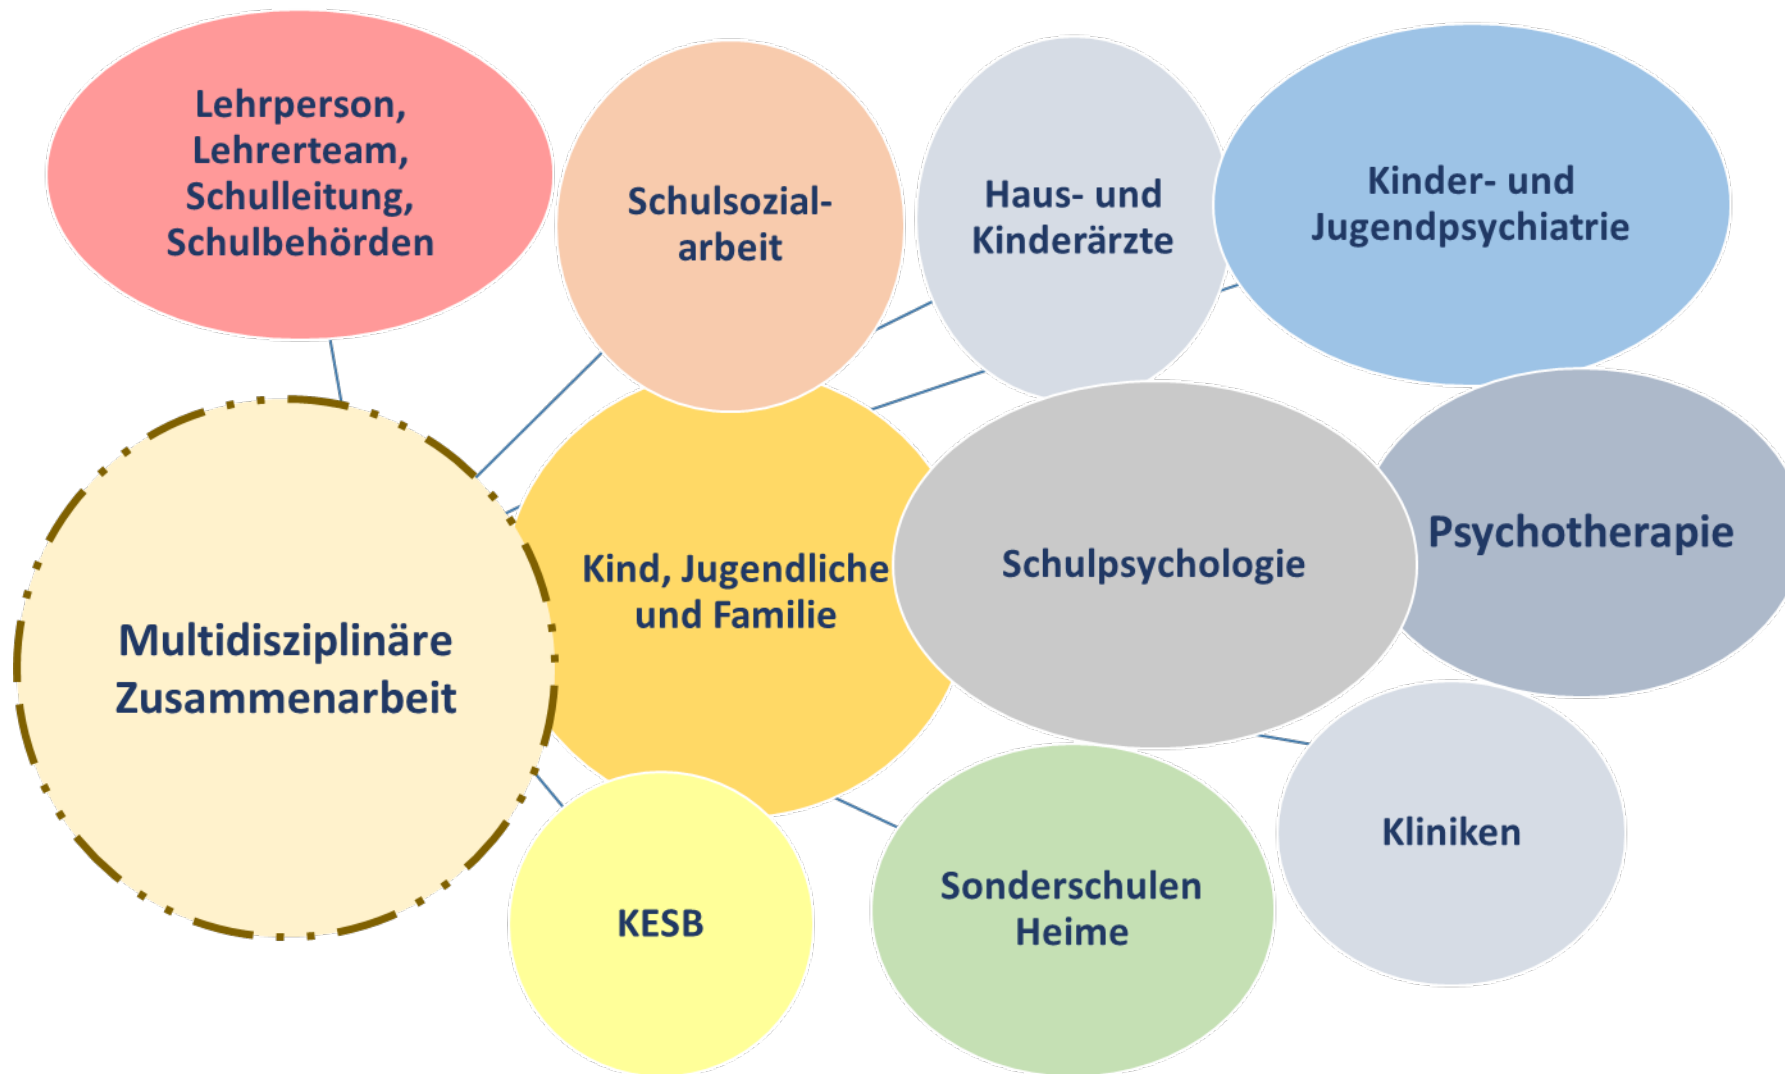 Lehrperson,
Lehrerteam,
Schulleitung,
Schulbehörden
Schulsozial-
arbeit
Haus- und
Kinderärzte
Kinder- und
Jugendpsychiatrie
Multidisziplinäre
Zusammenarbeit
Kind, Jugendliche
und Familie
Schulpsychologie
Psychotherapie
KESB
Sonderschulen
Heime
Kliniken